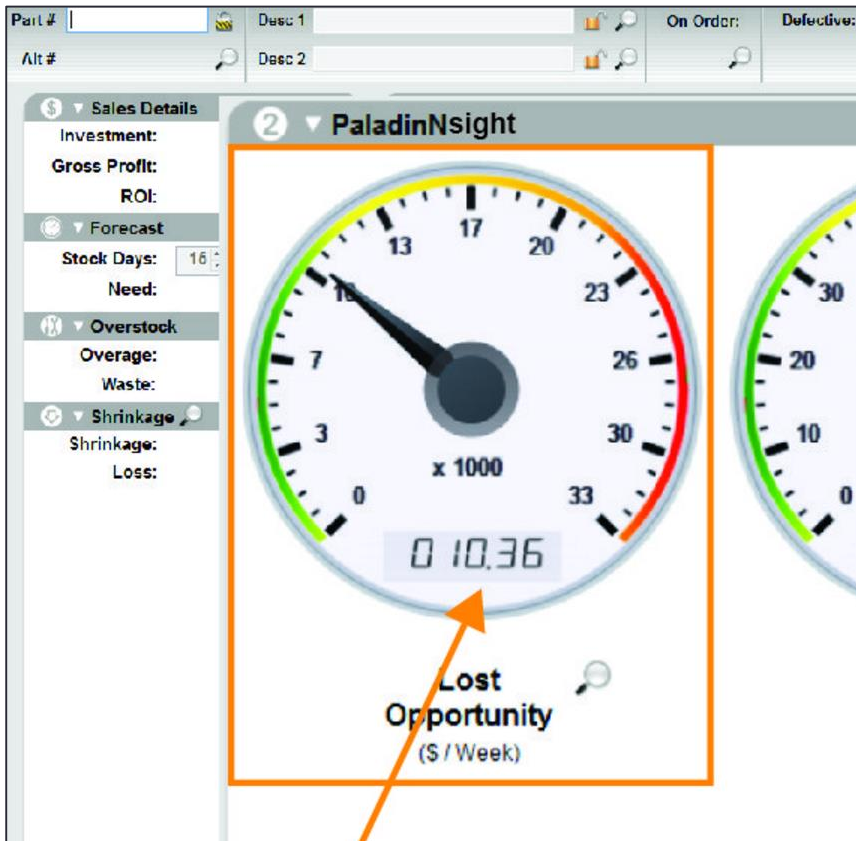 Part #
Desc 1
On Order:
Defective:
Alt #
Desc 2
$ Sales Details
Investment:
Gross Profit:
ROI:
Forecast
Stock Days: 16
Need:
Overstock
Overage:
Waste:
Shrinkage
Shrinkage:
Loss:
2 PaladinNsight
0
3
7
10
13
17
20
23
26
30
33
x 1000
010.36
Lost
Opportunity
($ / Week)
30
20
10
0